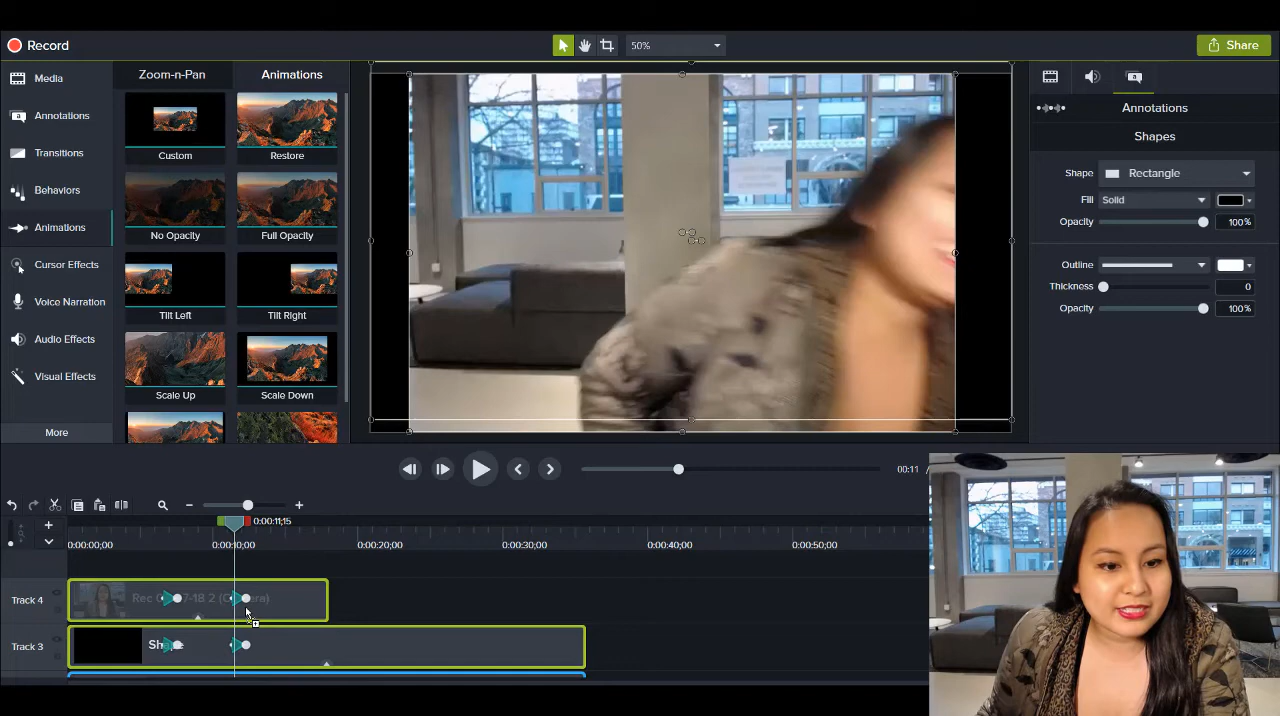 Record
50%
Share
Media
Annotations
Transitions
Behaviors
Animations
Cursor Effects
Voice Narration
Audio Effects
Visual Effects
More
Zoom-n-Pan
Animations
Custom
Restore
No Opacity
Full Opacity
Tilt Left
Tilt Right
Scale Up
Scale Down
Annotations
Shapes
Shape
Rectangle
Fill
Solid
Opacity
100%
Outline
Thickness
0
Opacity
100%
00:11 /
0:00:11;15
0:00:00;00
0:00:10;00
0:00:20;00
0:00:30;00
0:00:40;00
0:00:50;00
Track 4
Rec
Track 3